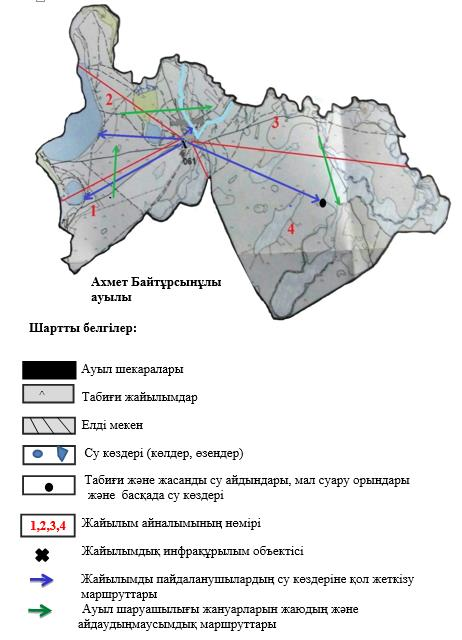 2
3
061
1
4
Ахмет Байтұрсынұлы
ауылы
Шартты белгілер:
Ауыл шекаралары
^ Табиғи жайылымдар
Елді мекен
Су көздері (көлдер, өзендер)
Табиғи және жасанды су айдындары, мал суару орындары
және басқада су көздері
1,2,3,4 Жайылым айналымының нөмірі
Жайылымдық инфрақұрылым объектісі
Жайылымды пайдаланушылардың су көздеріне қол жеткізу
маршруттары
Ауыл шаруашылығы жануарларын жаюдың және
айдаудыңмаусымдық маршруттары